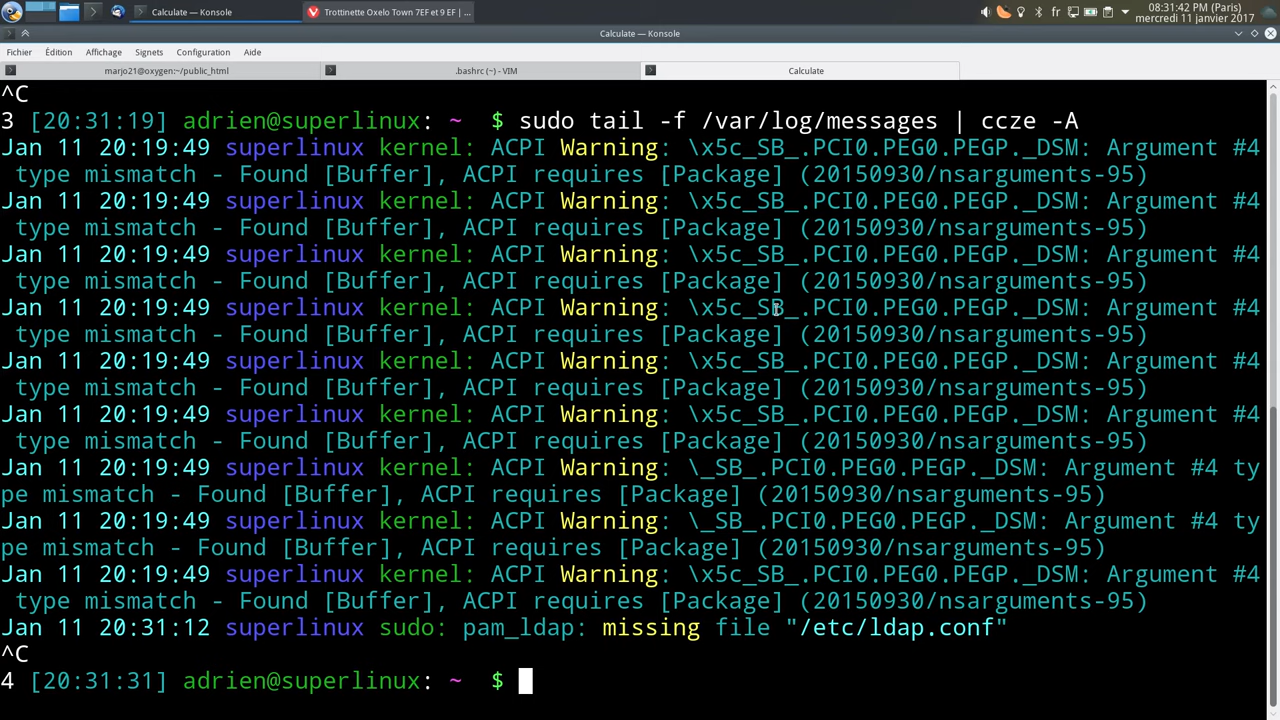 Calculate — Konsole
Trottinette Oxelo Town 7EF et 9 EF | ...
fr
08:31:42 PM (Paris)
mercredi 11 janvier 2017
Calculate — Konsole
Fichier Édition Affichage Signets Configuration Aide
marjo21@oxygen:~/public_html
.bashrc (~) - VIM
Calculate
^C
3 [20:31:19] adrien@superlinux: ~ $ sudo tail -f /var/log/messages | ccze -A
Jan 11 20:19:49 superlinux kernel: ACPI Warning: \x5c_SB_.PCI0.PEG0.PEGP._DSM: Argument #4
type mismatch - Found [Buffer], ACPI requires [Package] (20150930/nsarguments-95)
Jan 11 20:19:49 superlinux kernel: ACPI Warning: \x5c_SB_.PCI0.PEG0.PEGP._DSM: Argument #4
type mismatch - Found [Buffer], ACPI requires [Package] (20150930/nsarguments-95)
Jan 11 20:19:49 superlinux kernel: ACPI Warning: \x5c_SB_.PCI0.PEG0.PEGP._DSM: Argument #4
type mismatch - Found [Buffer], ACPI requires [Package] (20150930/nsarguments-95)
Jan 11 20:19:49 superlinux kernel: ACPI Warning: \x5c_SB_.PCI0.PEG0.PEGP._DSM: Argument #4
type mismatch - Found [Buffer], ACPI requires [Package] (20150930/nsarguments-95)
Jan 11 20:19:49 superlinux kernel: ACPI Warning: \x5c_SB_.PCI0.PEG0.PEGP._DSM: Argument #4
type mismatch - Found [Buffer], ACPI requires [Package] (20150930/nsarguments-95)
Jan 11 20:19:49 superlinux kernel: ACPI Warning: \x5c_SB_.PCI0.PEG0.PEGP._DSM: Argument #4
type mismatch - Found [Buffer], ACPI requires [Package] (20150930/nsarguments-95)
Jan 11 20:19:49 superlinux kernel: ACPI Warning: \_SB_.PCI0.PEG0.PEGP._DSM: Argument #4 ty
pe mismatch - Found [Buffer], ACPI requires [Package] (20150930/nsarguments-95)
Jan 11 20:19:49 superlinux kernel: ACPI Warning: \_SB_.PCI0.PEG0.PEGP._DSM: Argument #4 ty
pe mismatch - Found [Buffer], ACPI requires [Package] (20150930/nsarguments-95)
Jan 11 20:19:49 superlinux kernel: ACPI Warning: \x5c_SB_.PCI0.PEG0.PEGP._DSM: Argument #4
type mismatch - Found [Buffer], ACPI requires [Package] (20150930/nsarguments-95)
Jan 11 20:31:12 superlinux sudo: pam_ldap: missing file "/etc/ldap.conf"
^C
4 [20:31:31] adrien@superlinux: ~ $